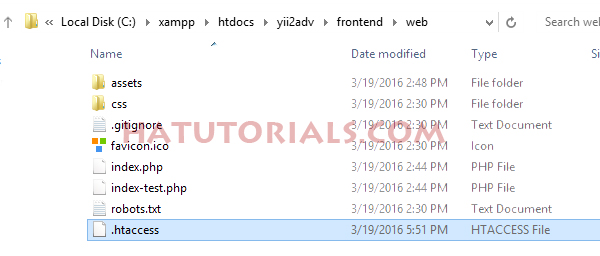 Local Disk (C:) xampp htdocs yii2adv frontend web Search we
Name Date modified Type Si
assets 3/19/2016 2:48 PM File folder
css 3/19/2016 2:30 PM File folder
.gitignore 3/19/2016 2:30 PM Text Document
HATUTORIALS.COM
favicon.ico 3/19/2016 2:30 PM Icon
index.php 3/19/2016 2:44 PM PHP File
index-test.php 3/19/2016 2:44 PM PHP File
robots.txt 3/19/2016 2:30 PM Text Document
.htaccess 3/19/2016 5:51 PM HTACCESS File